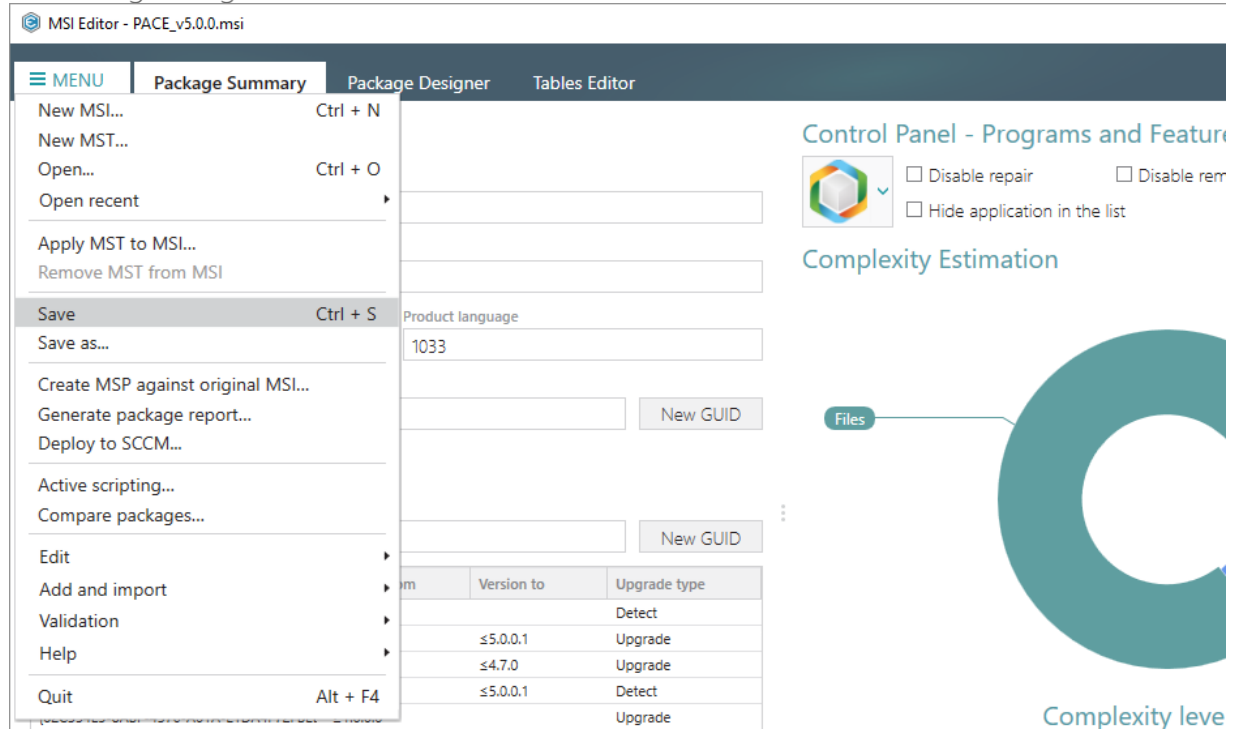 MSI Editor - PACE_v5.0.0.msi
MENU Package Summary Package Designer Tables Editor
New MSI... Ctrl + N
New MST...
Open... Ctrl + O
Open recent
Apply MST to MSI...
Remove MST from MSI
Save Ctrl + S
Save as...
Create MSP against original MSI...
Generate package report...
Deploy to SCCM...
Active scripting...
Compare packages...
Edit
Add and import
Validation
Help
Quit Alt + F4
Product language
1033
New GUID
New GUID
Version to Upgrade type
Detect
≤5.0.0.1 Upgrade
≤4.7.0 Upgrade
≤5.0.0.1 Detect
Upgrade
Control Panel - Programs and Feature
Disable repair Disable rem
Hide application in the list
Complexity Estimation
Files
Complexity leve